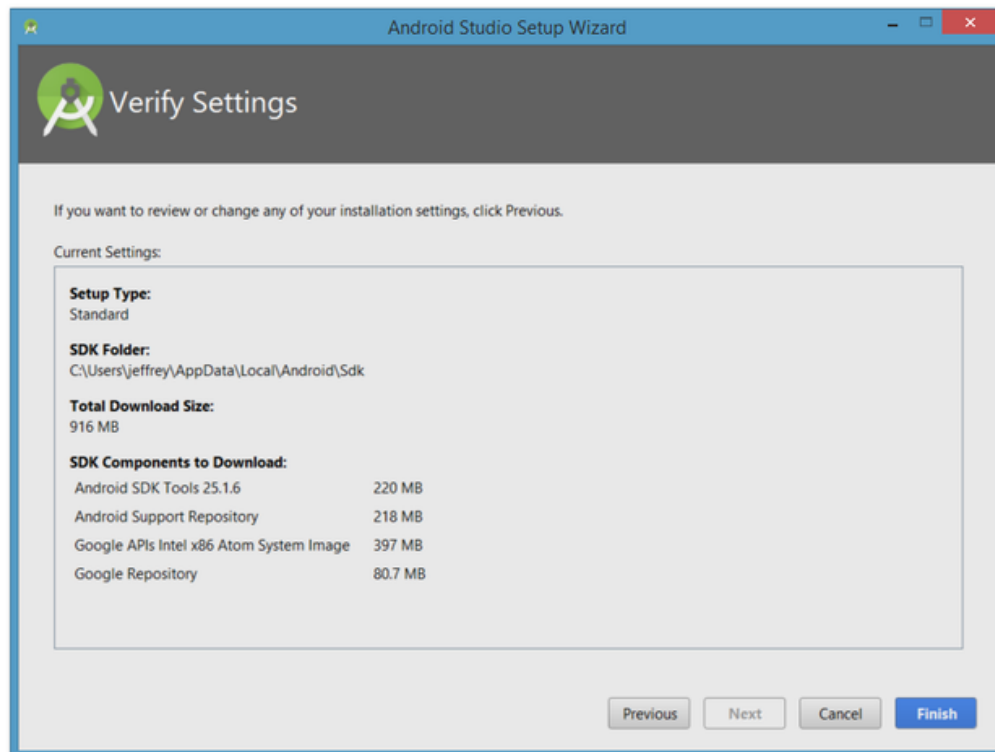 Android Studio Setup Wizard
Verify Settings
If you want to review or change any of your installation settings, click Previous.
Current Settings:
Setup Type:
Standard
SDK Folder:
C:\Users\jeffrey\AppData\Local\Android\Sdk
Total Download Size:
916 MB
SDK Components to Download:
Android SDK Tools 25.1.6 220 MB
Android Support Repository 218 MB
Google APIs Intel x86 Atom System Image 397 MB
Google Repository 80.7 MB
Previous Next Cancel Finish